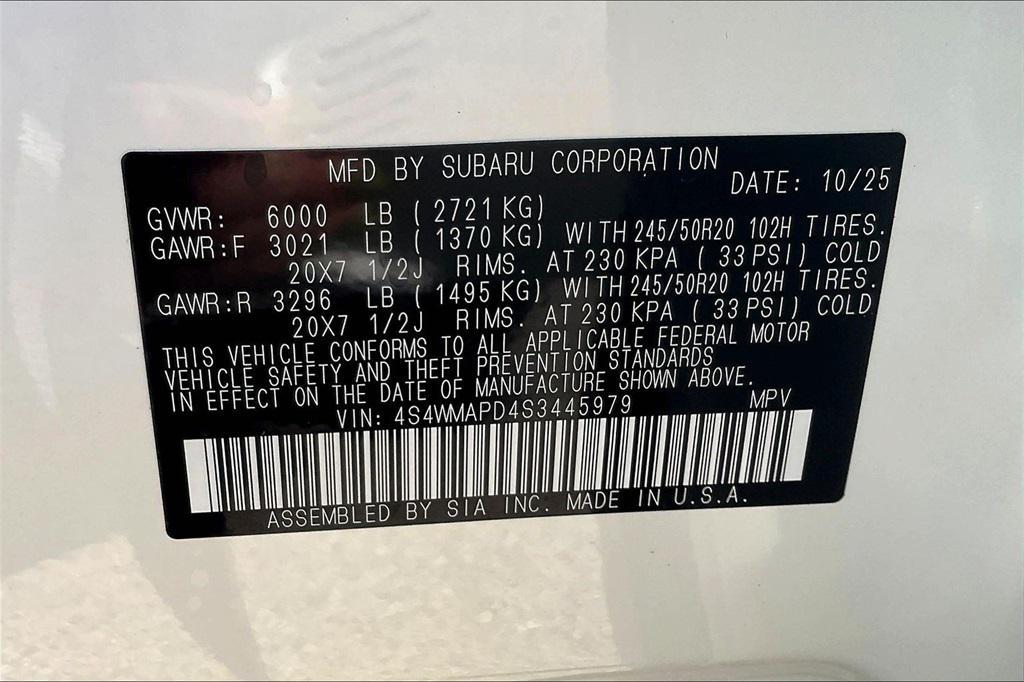 MFD BY SUBARU CORPORATION DATE: 10/25
GVWR: 6000 LB ( 2721 KG)
GAWR:F 3021 LB ( 1370 KG) WITH 245/50R20 102H TIRES.
20X7 1/2J RIMS. AT 230 KPA ( 33 PSI) COLD
GAWR:R 3296 LB ( 1495 KG) WITH 245/50R20 102H TIRES.
20X7 1/2J RIMS. AT 230 KPA ( 33 PSI) COLD
THIS VEHICLE CONFORMS TO ALL APPLICABLE FEDERAL MOTOR
VEHICLE SAFETY AND THEFT PREVENTION STANDARDS
IN EFFECT ON THE DATE OF MANUFACTURE SHOWN ABOVE.
VIN: 4S4WMAPD4S3445979 MPV
ASSEMBLED BY SIA INC. MADE IN U.S.A.